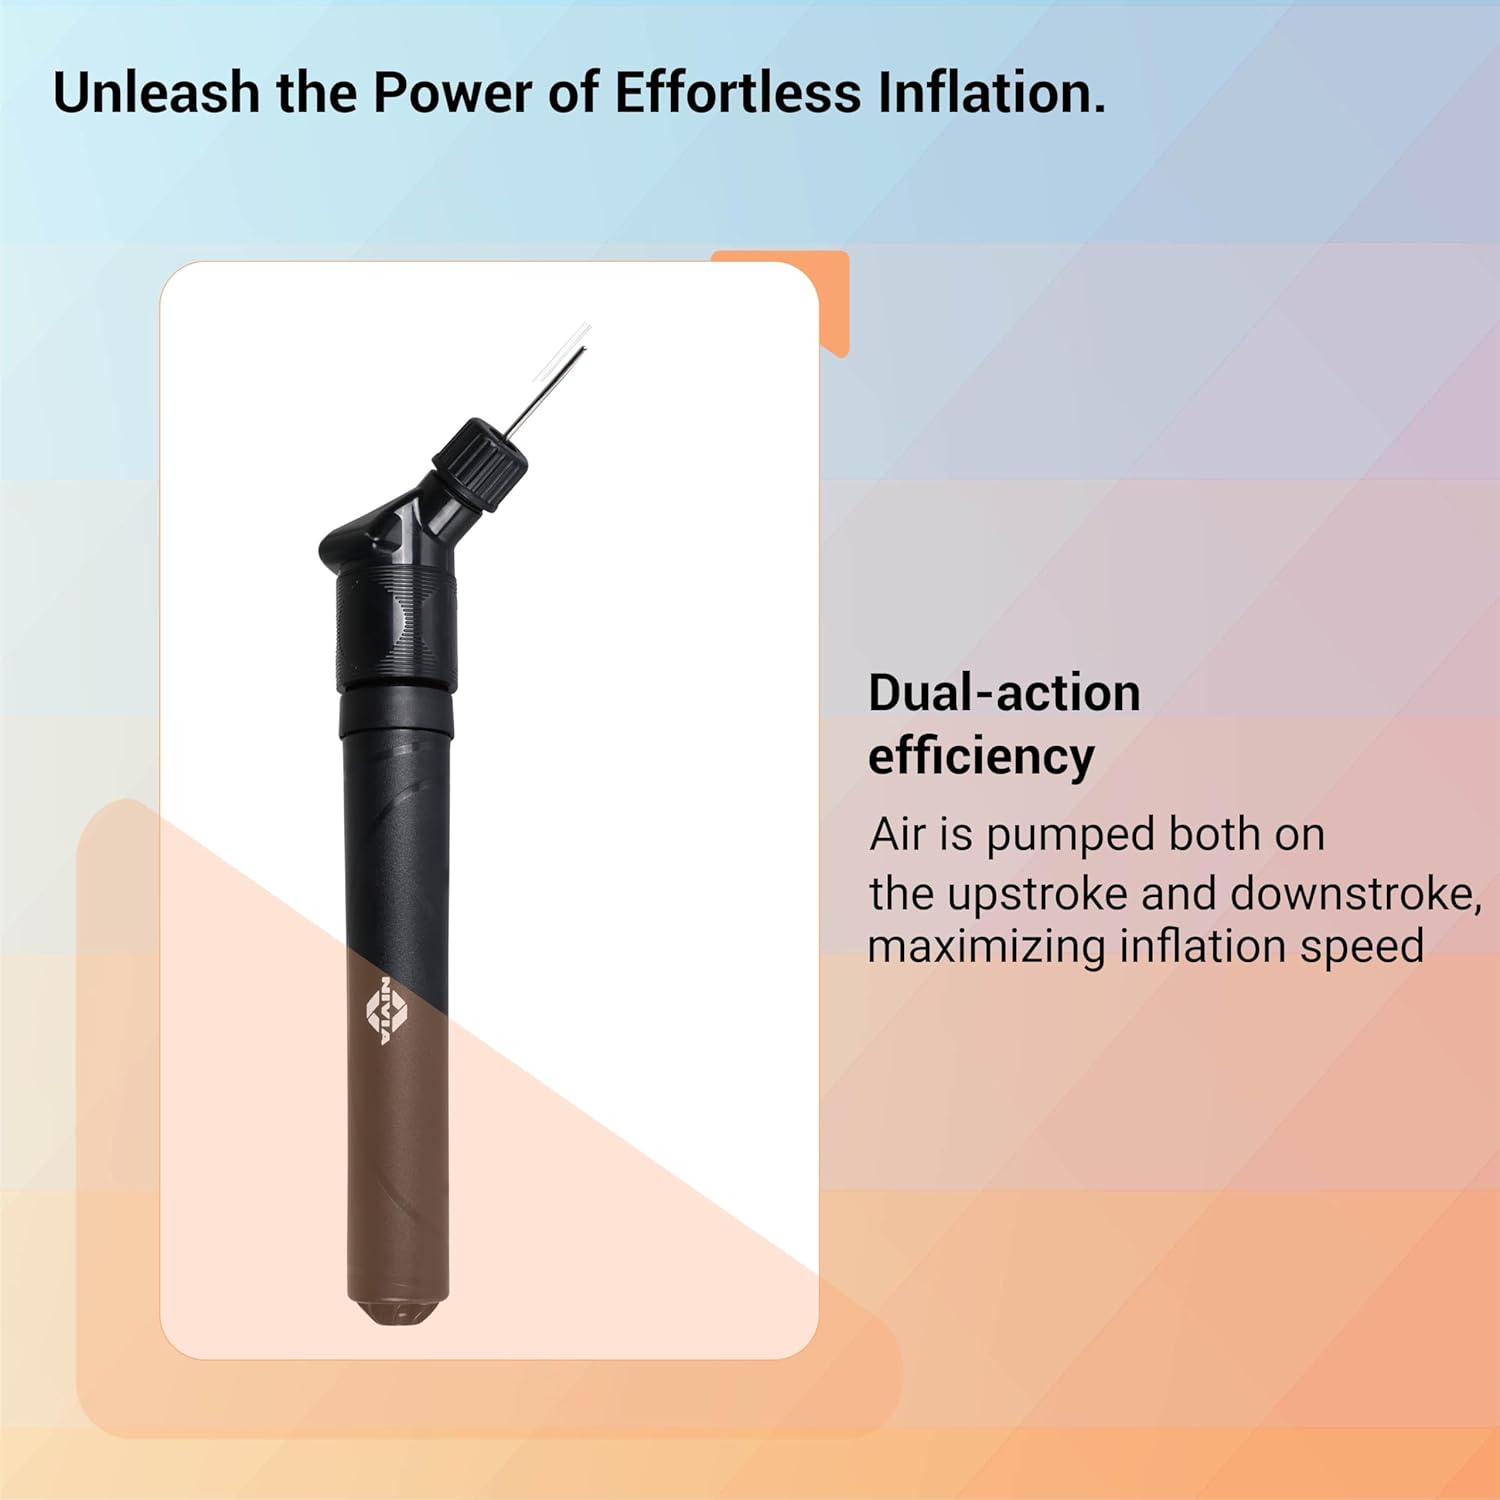 Unleash the Power of Effortless Inflation.
NIVIA
Dual-action
efficiency
Air is pumped both on
the upstroke and downstroke,
maximizing inflation speed